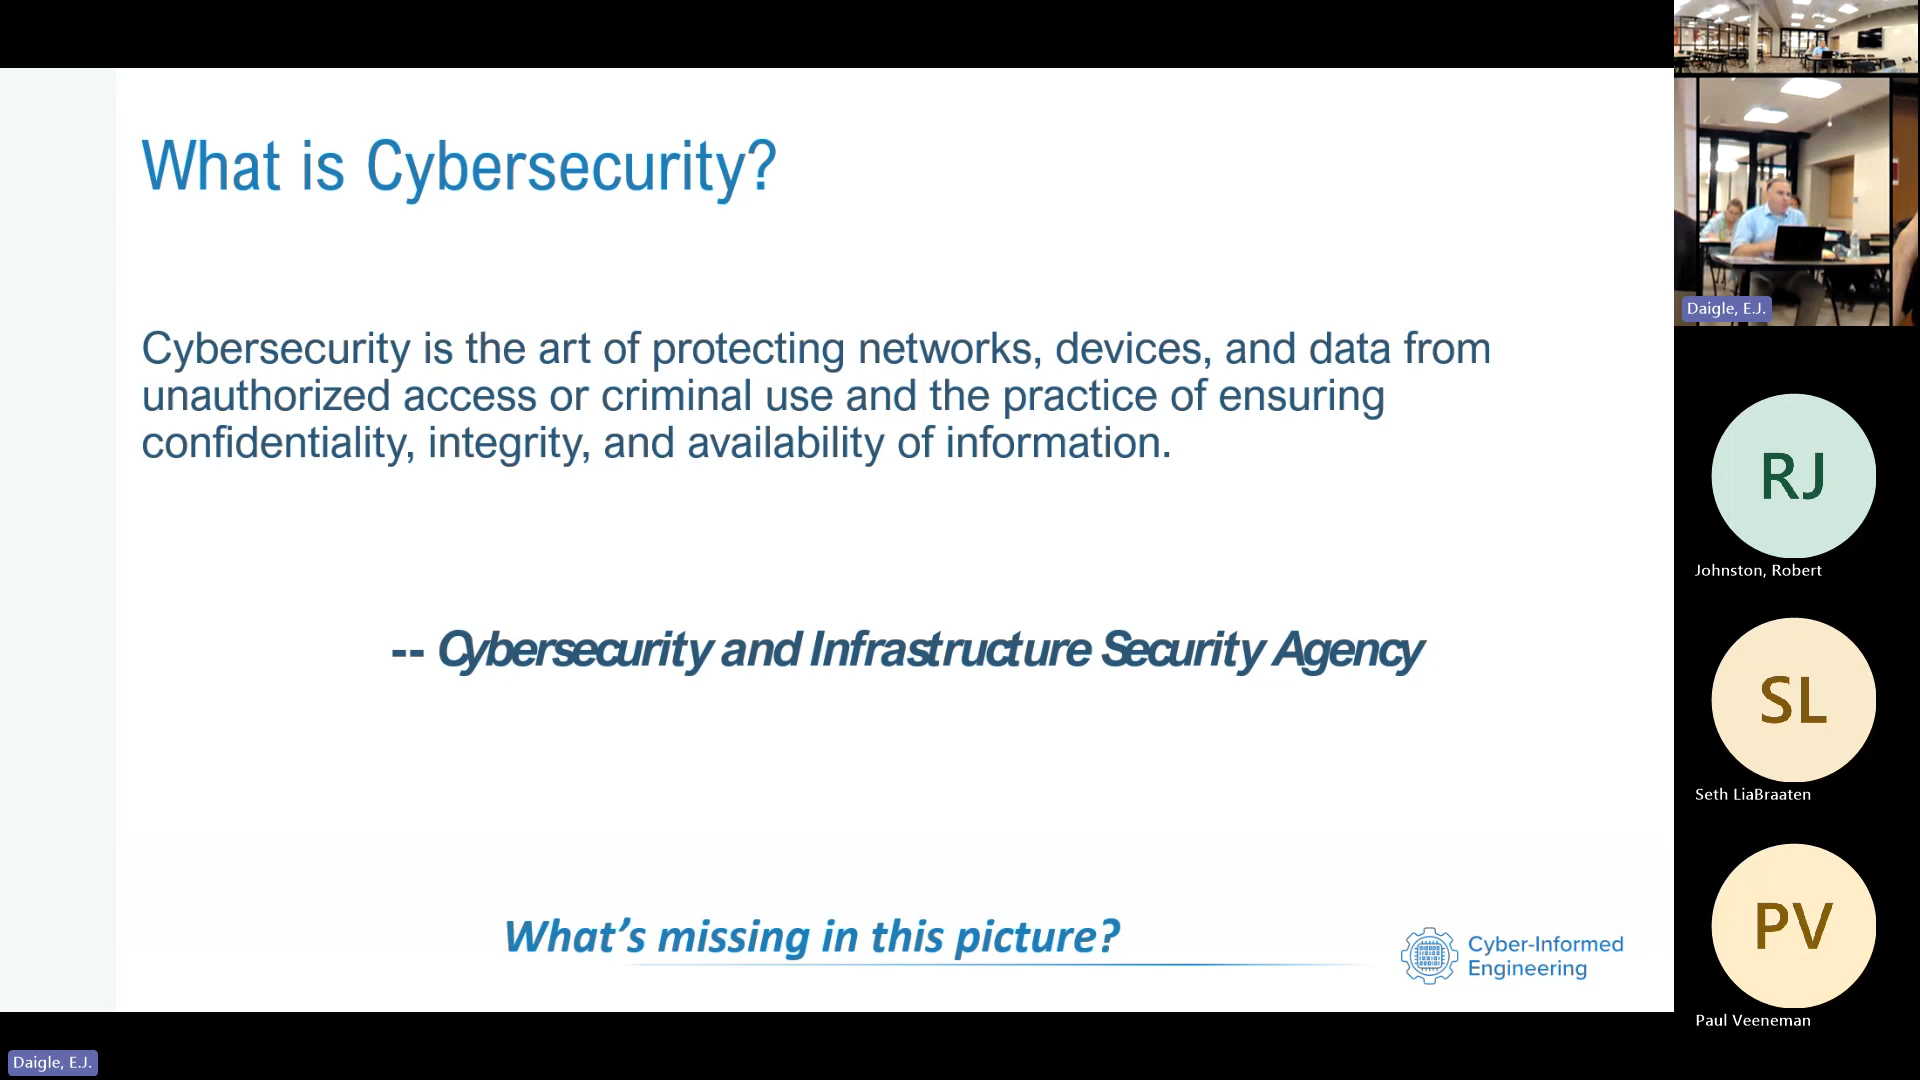 What is Cybersecurity?
Cybersecurity is the art of protecting networks, devices, and data from
unauthorized access or criminal use and the practice of ensuring
confidentiality, integrity, and availability of information.
-- Cybersecurity and Infrastructure Security Agency
What’s missing in this picture?
Cyber-Informed
Engineering
Daigle, E.J.
RJ
Johnston, Robert
SL
Seth LiaBraaten
PV
Paul Veeneman
Daigle, E.J.